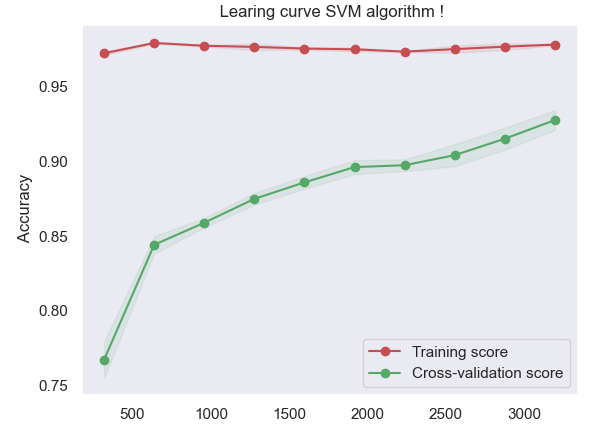 Learing curve SVM algorithm !
Accuracy
0.95
0.90
0.85
0.80
0.75
500 1000 1500 2000 2500 3000
Training score
Cross-validation score